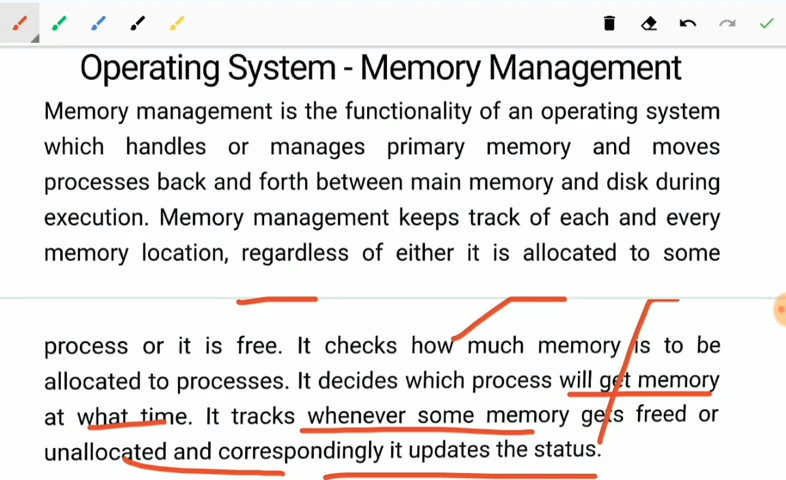 Operating System - Memory Management
Memory management is the functionality of an operating system
which handles or manages primary memory and moves
processes back and forth between main memory and disk during
execution. Memory management keeps track of each and every
memory location, regardless of either it is allocated to some
process or it is free. It checks how much memory is to be
allocated to processes. It decides which process will get memory
at what time. It tracks whenever some memory gets freed or
unallocated and correspondingly it updates the status.